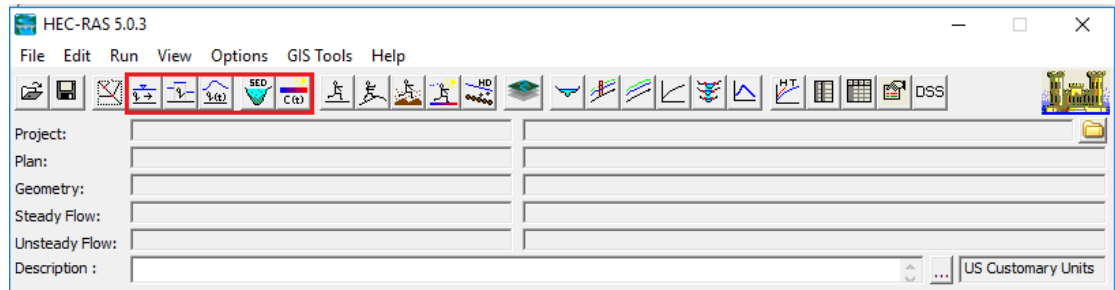 HEC-RAS 5.0.3
File Edit Run View Options GIS Tools Help
SED C(t) HD HT DSS
Project:
Plan:
Geometry:
Steady Flow:
Unsteady Flow:
Description : ... US Customary Units